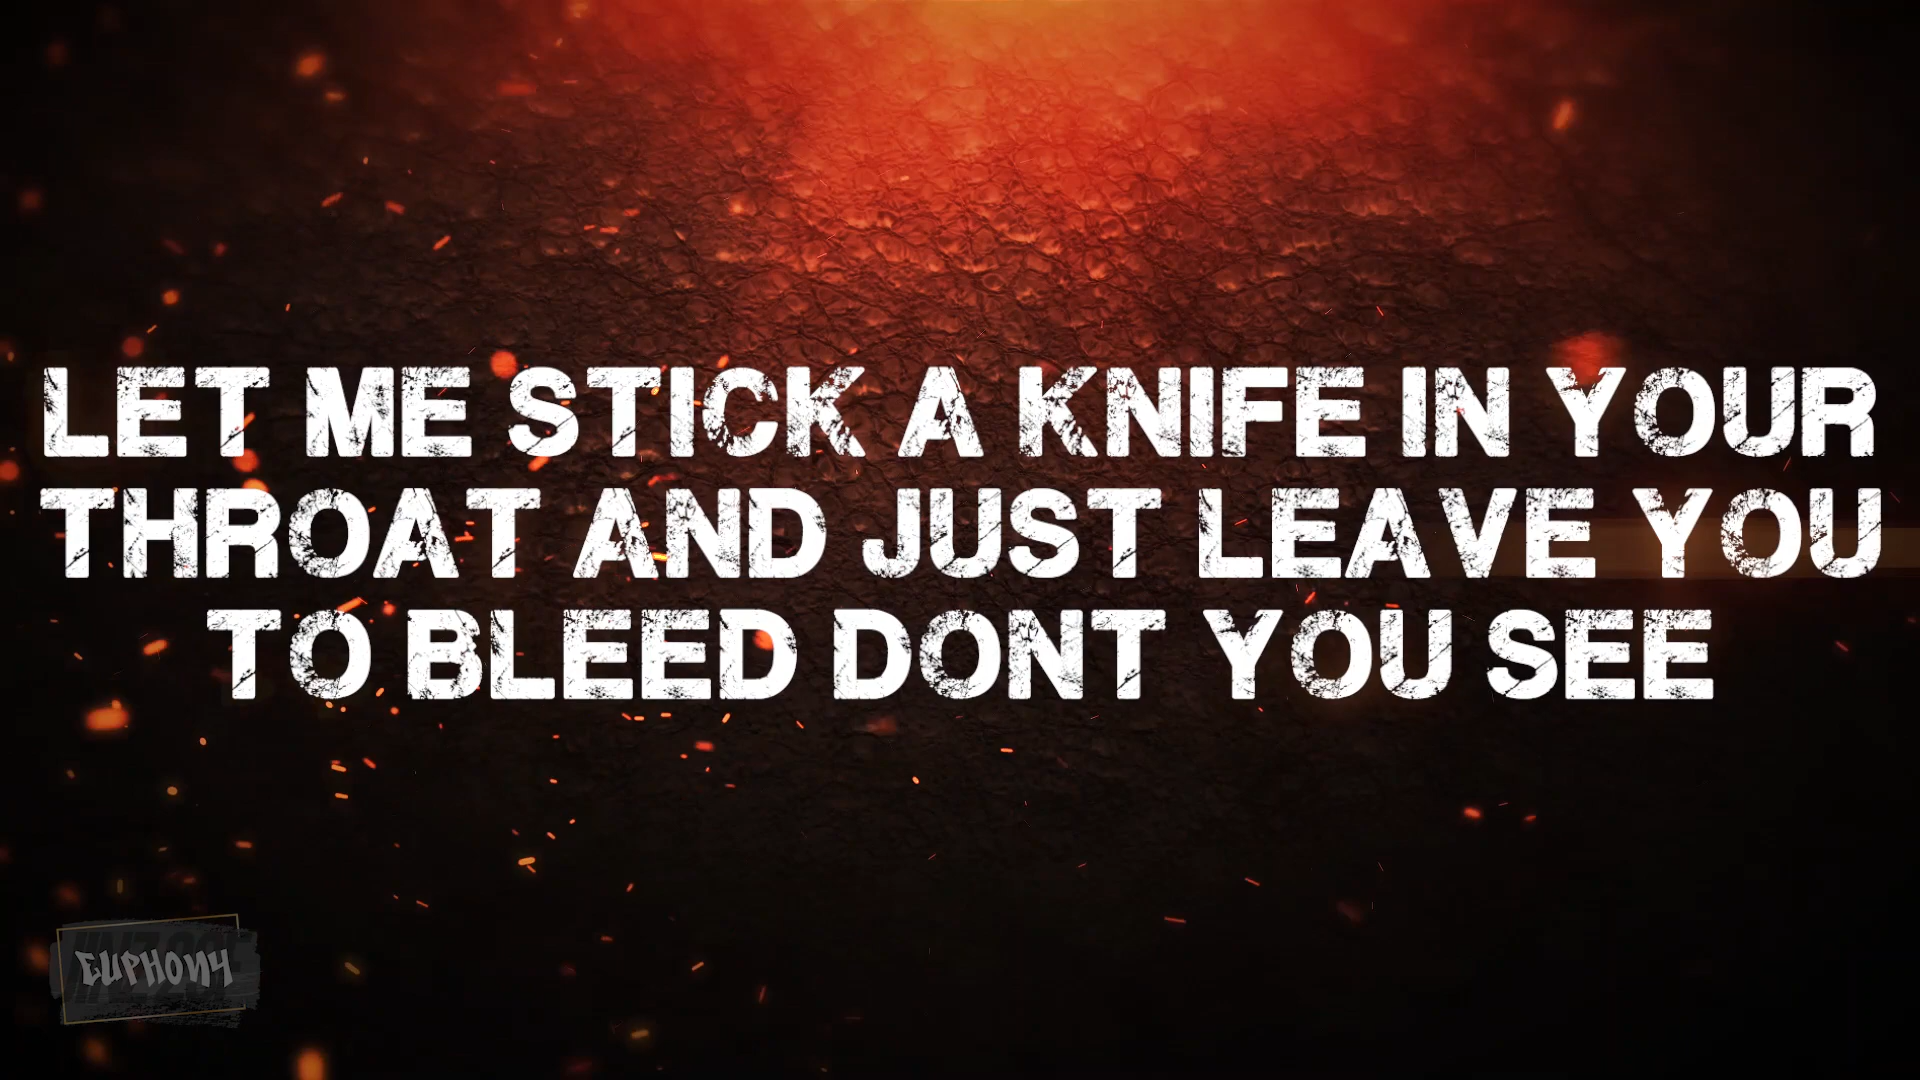 LET ME STICK A KNIFE IN YOUR
THROAT AND JUST LEAVE YOU
TO BLEED DONT YOU SEE
EUPHONY